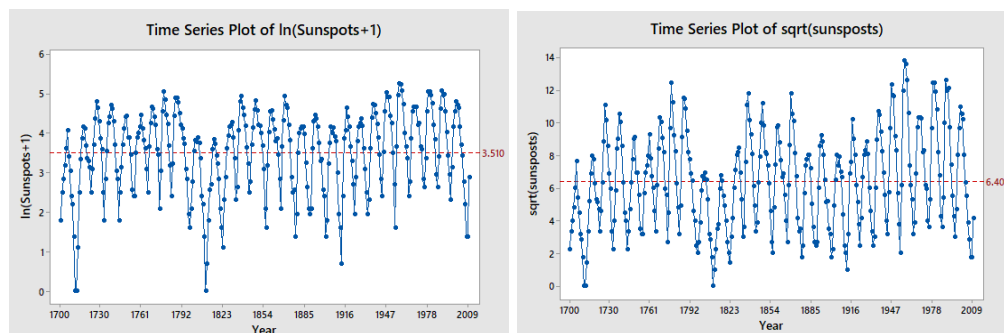 Time Series Plot of ln(Sunspots+1)
ln(Sunspots+1)
6
5
4
3
2
1
0
3.510
1700 1730 1761 1792 1823 1854 1885 1916 1947 1978 2009
Year
Time Series Plot of sqrt(sunsposts)
sqrt(sunsposts)
14
12
10
8
6
4
2
0
6.40
1700 1730 1761 1792 1823 1854 1885 1916 1947 1978 2009
Year